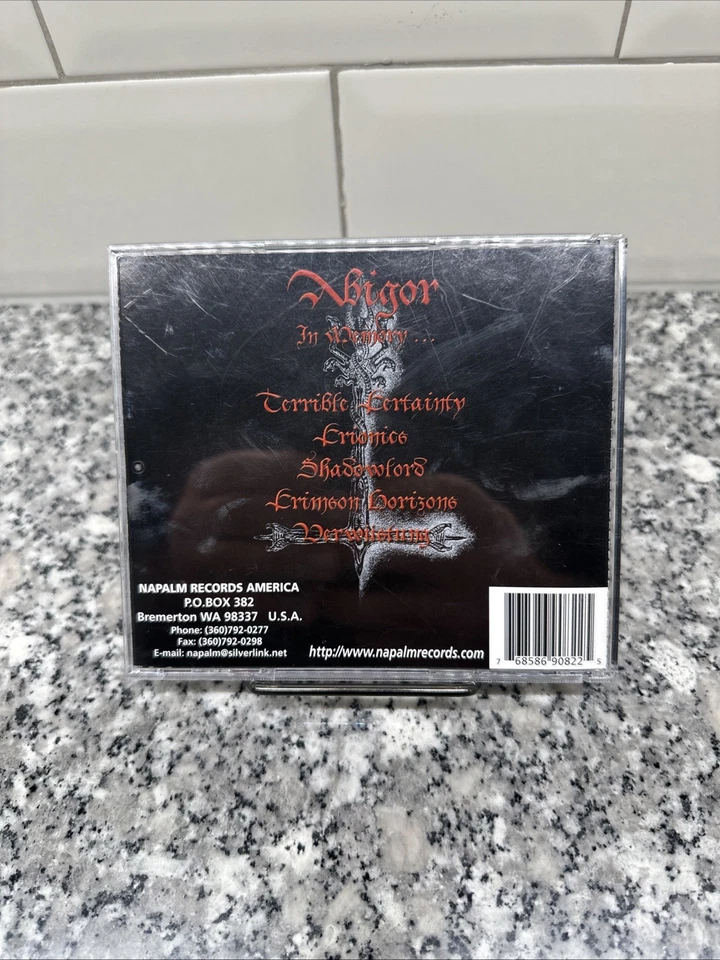 Abigor
In Memory ...
Terrible Certainty
Crionics
Shadowlord
Crimson Horizons
Verwüstung
NAPALM RECORDS AMERICA
P.O.BOX 382
Bremerton WA 98337 U.S.A.
Phone: (360)792-0277
Fax: (360)792-0298
E-mail: napalm@silverlink.net
http://www.napalmrecords.com
7 68586 90822 5